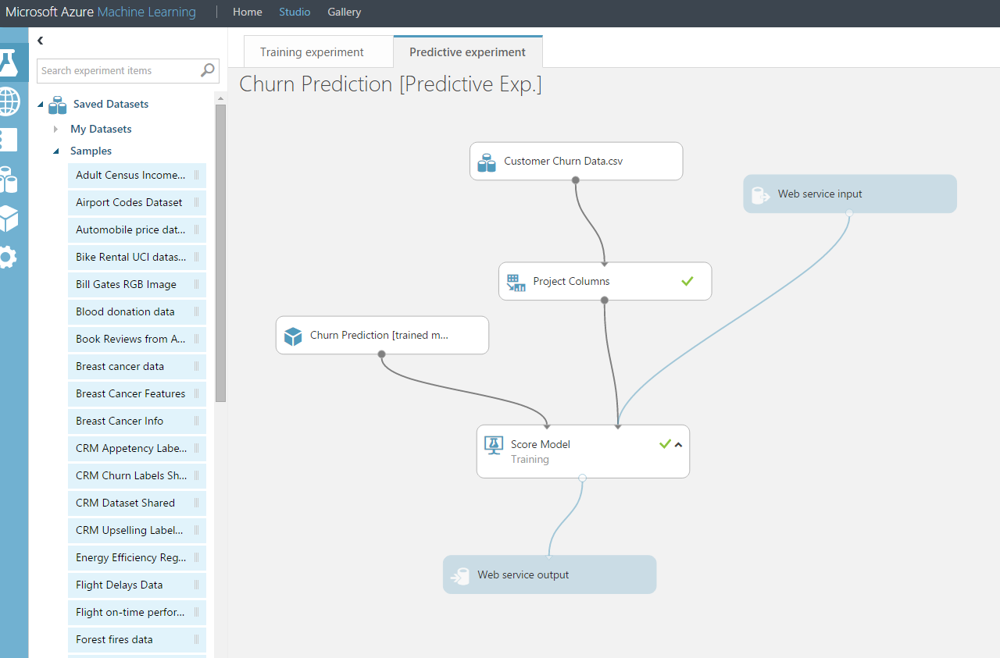 Microsoft Azure Machine Learning
Home
Studio
Gallery
Search experiment items
Saved Datasets
My Datasets
Samples
Adult Census Income...
Airport Codes Dataset
Automobile price dat...
Bike Rental UCI datas...
Bill Gates RGB Image
Blood donation data
Book Reviews from A...
Breast cancer data
Breast Cancer Features
Breast Cancer Info
CRM Appetency Labe...
CRM Churn Labels Sh...
CRM Dataset Shared
CRM Upselling Label...
Energy Efficiency Reg...
Flight Delays Data
Flight on-time perfor...
Forest fires data
Training experiment
Predictive experiment
Churn Prediction [Predictive Exp.]
Customer Churn Data.csv
Web service input
Project Columns
Churn Prediction [trained m...
Score Model
Training
Web service output